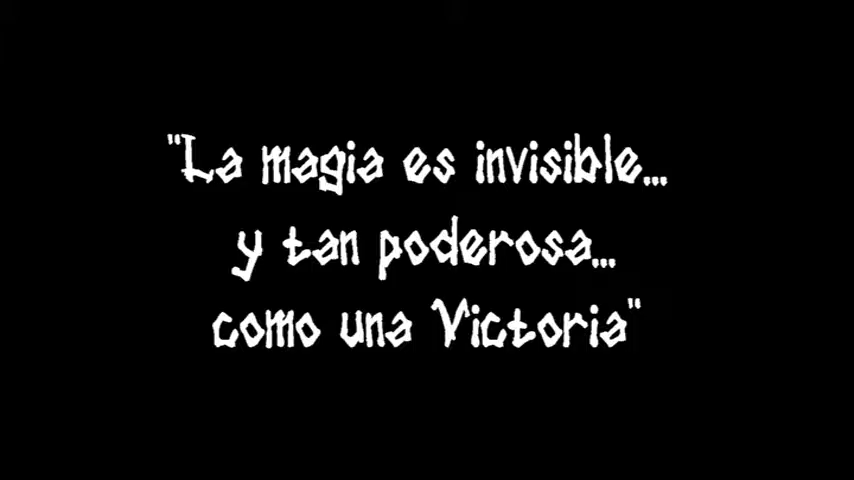 "La magia es invisible...
y tan poderosa...
como una Victoria"